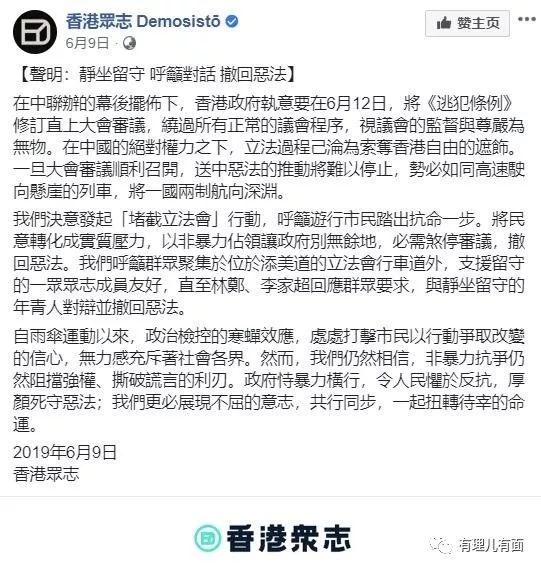 香港眾志 Demosistō
6月9日
赞主页
【聲明：靜坐留守 呼籲對話 撤回惡法】
在中聯辦的幕後擺佈下，香港政府執意要在6月12日，將《逃犯條例》
修訂直上大會審議，繞過所有正常的議會程序，視議會的監督與尊嚴為
無物。在中國的絕對權力之下，立法過程己淪為索奪香港自由的遮飾。
一旦大會審議順利召開，送中惡法的推動將難以停止，勢必如同高速駛
向懸崖的列車，將一國兩制航向深淵。
我們決意發起「堵截立法會」行動，呼籲遊行市民踏出抗命一步。將民
意轉化成實質壓力，以非暴力佔領讓政府別無餘地，必需煞停審議，撤
回惡法。我們呼籲群眾聚集於位於添美道的立法會行車道外，支援留守
的一眾眾志成員友好，直至林鄭、李家超回應群眾要求，與靜坐留守的
年青人對辯並撤回惡法。
自雨傘運動以來，政治檢控的寒蟬效應，處處打擊市民以行動爭取改變
的信心，無力感充斥著社會各界。然而，我們仍然相信，非暴力抗爭仍
然阻擋強權、撕破謊言的利刃。政府恃暴力橫行，令人民懼於反抗，厚
顏死守惡法；我們更必展現不屈的意志，共行同步，一起扭轉待宰的命
運。
2019年6月9日
香港眾志
香港眾志
有理儿有面